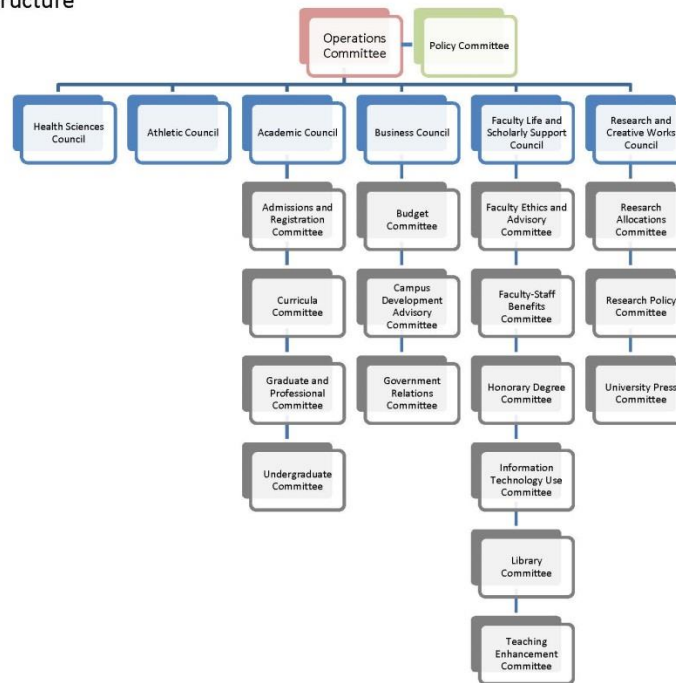 ructure
Operations
Committee
Policy Committee
Health Sciences
Council
Athletic Council
Academic Council
Business Council
Faculty Life and
Scholarly Support
Council
Research and
Creative Works
Council
Admissions and
Registration
Committee
Budget
Committee
Faculty Ethics and
Advisory
Committee
Reesarch
Allocations
Committee
Curricula
Committee
Campus
Development
Advisory
Committee
Faculty-Staff
Benefits
Committee
Research Policy
Committee
Graduate and
Professional
Committee
Government
Relations
Committee
Honorary Degree
Committee
University Press
Committee
Undergraduate
Committee
Information
Technology Use
Committee
Library
Committee
Teaching
Enhancement
Committee